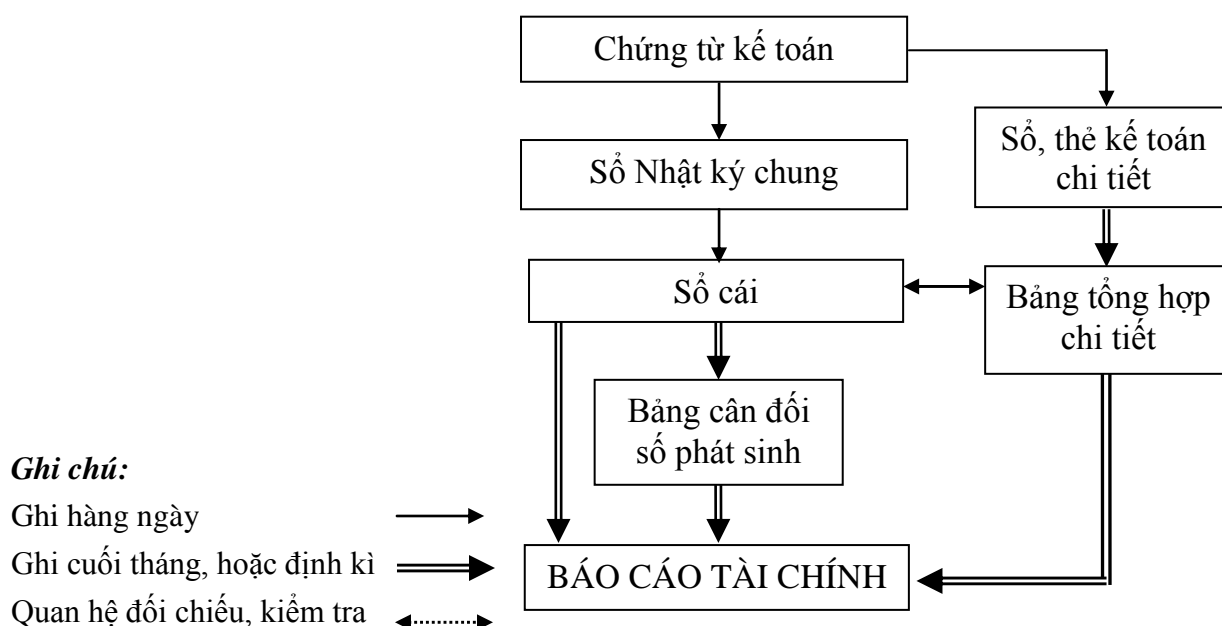 Chứng từ kế toán
Sổ, thẻ kế toán
chi tiết
Sổ Nhật ký chung
Sổ cái
Bảng tổng hợp
chi tiết
Bảng cân đối
số phát sinh
Ghi chú:
Ghi hàng ngày
Ghi cuối tháng, hoặc định kì
BÁO CÁO TÀI CHÍNH
Quan hệ đối chiếu, kiểm tra